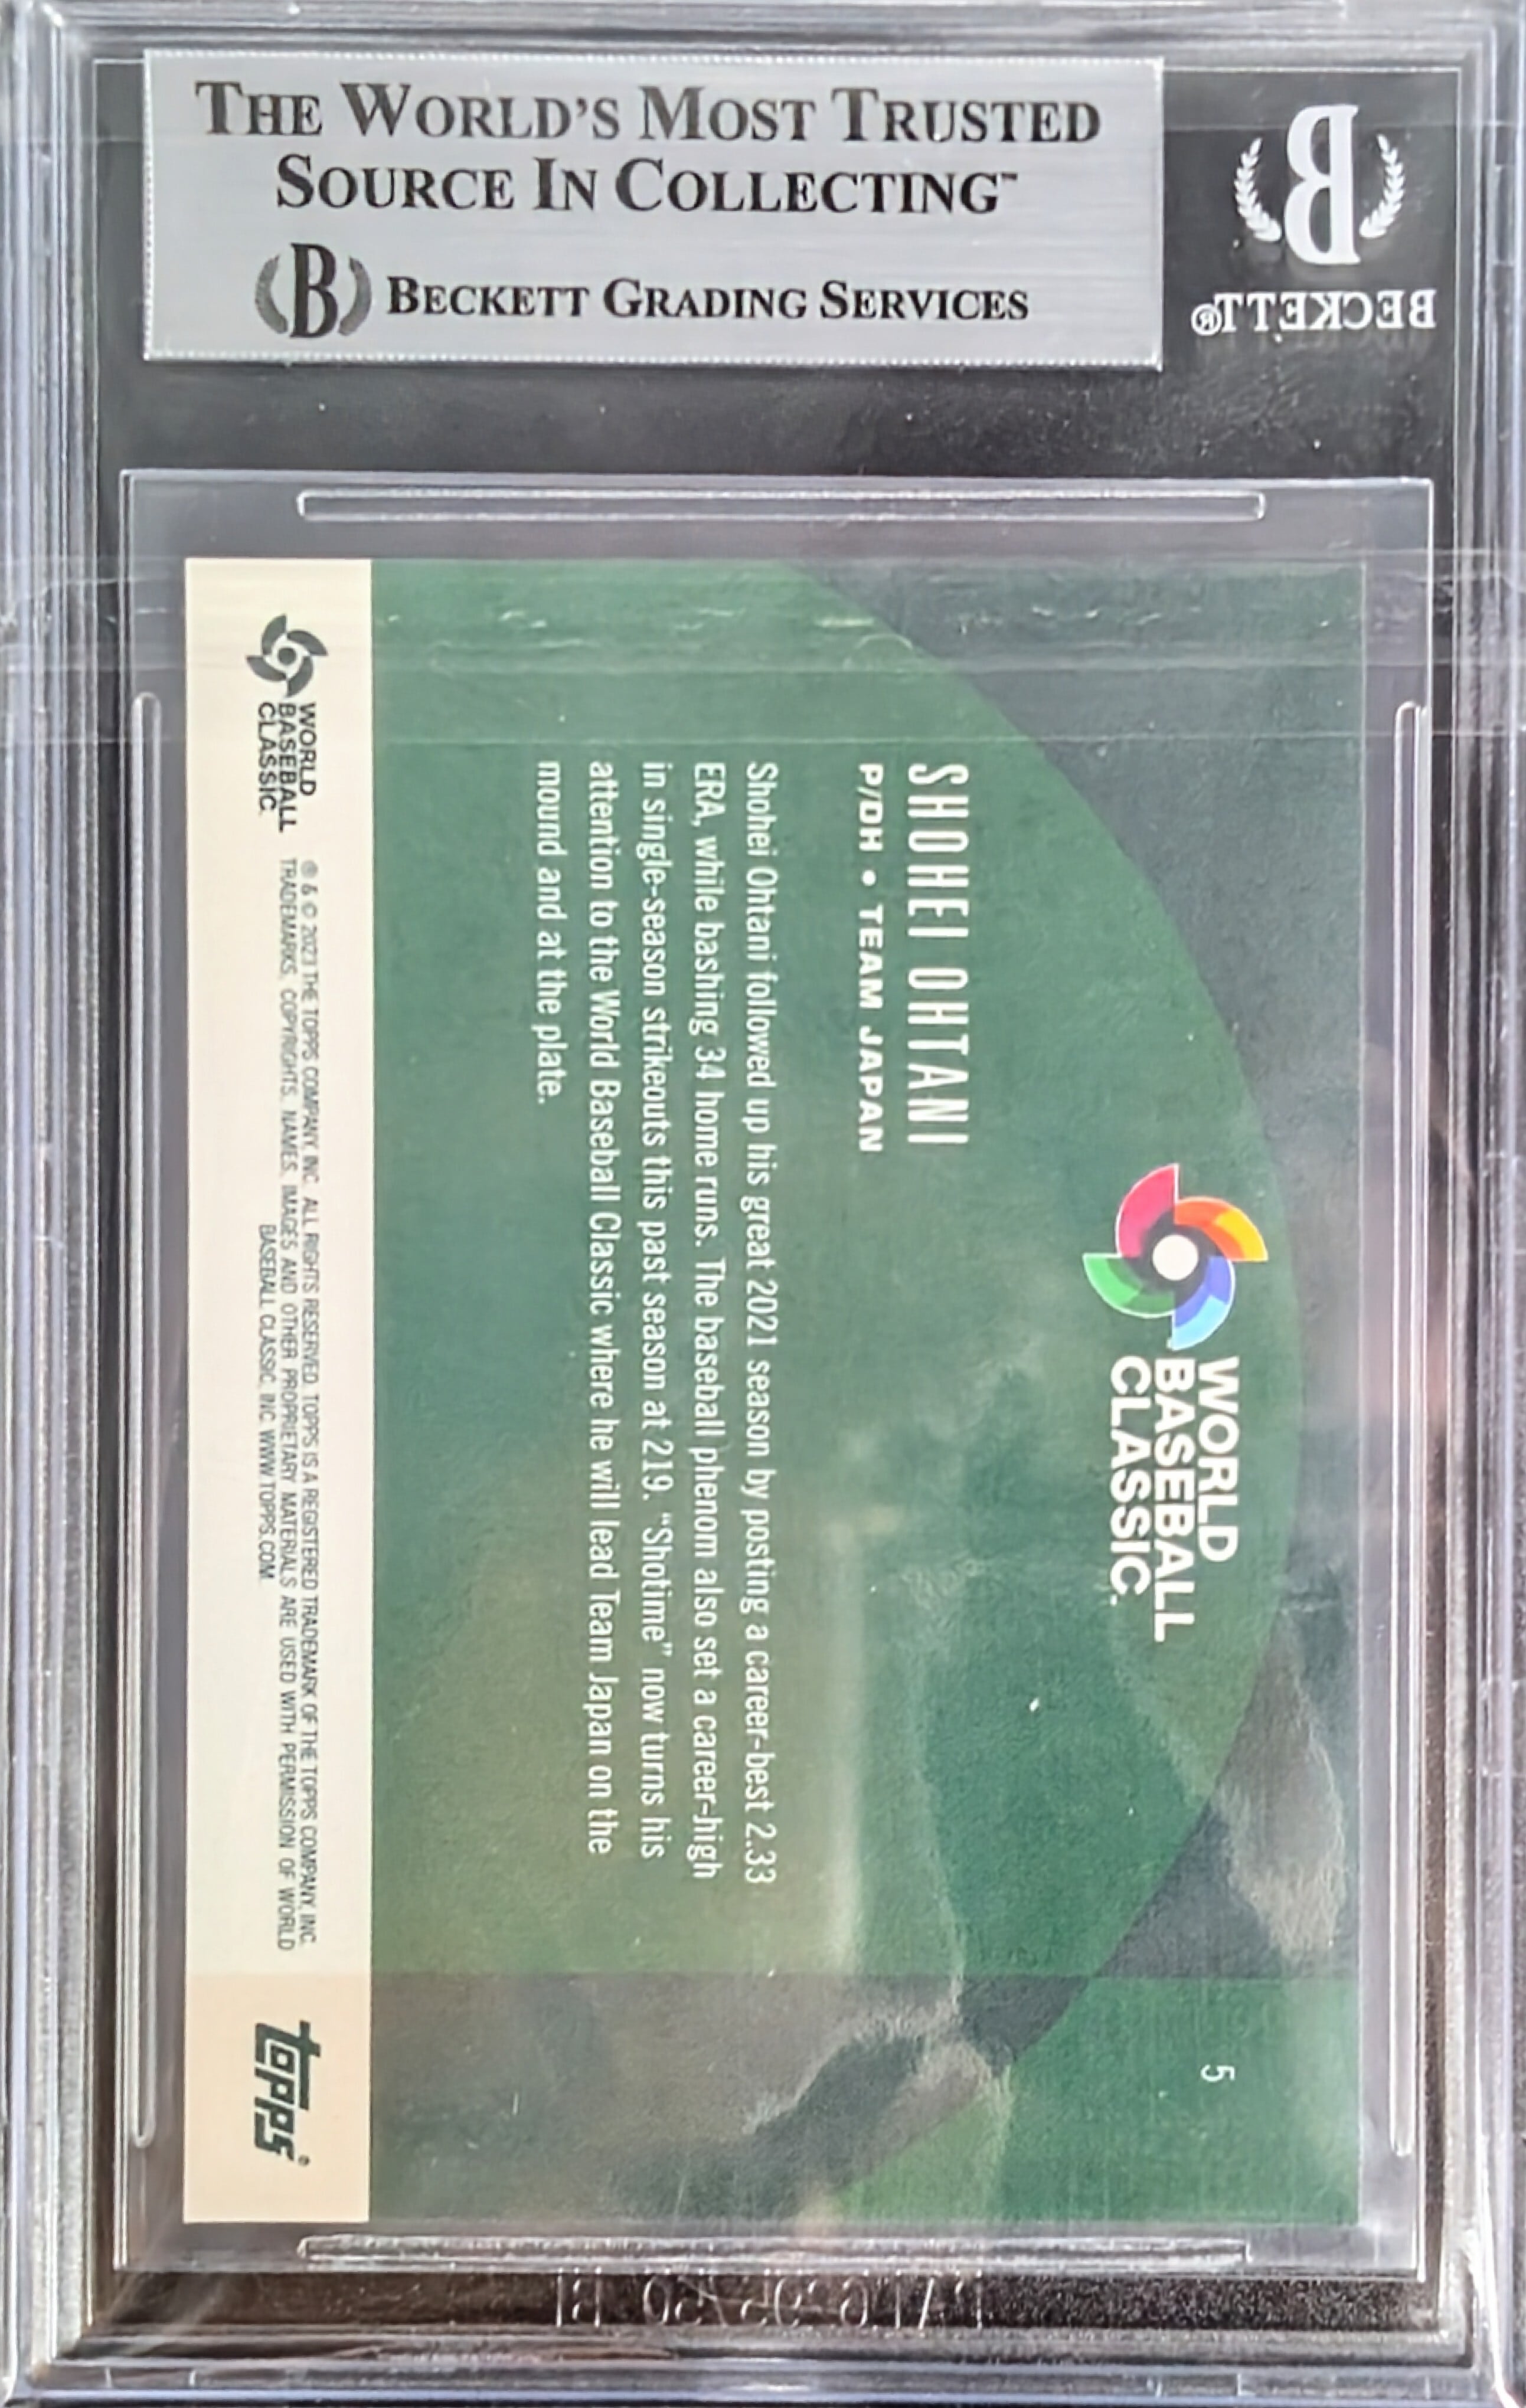 THE WORLD'S MOST TRUSTED
SOURCE IN COLLECTING™
B BECKETT GRADING SERVICES
B
BECKETT®
5
WORLD
BASEBALL
CLASSIC.
SHOHEI OHTANI
P/DH • TEAM JAPAN
Shohei Ohtani followed up his great 2021 season by posting a career-best 2.33
ERA, while bashing 34 home runs. The baseball phenom also set a career-high
in single-season strikeouts this past season at 219. “Shotime” now turns his
attention to the World Baseball Classic where he will lead Team Japan on the
mound and at the plate.
WORLD
BASEBALL
CLASSIC.
® & © 2023 THE TOPPS COMPANY, INC. ALL RIGHTS RESERVED. TOPPS IS A REGISTERED TRADEMARK OF THE TOPPS COMPANY, INC.
TRADEMARKS, COPYRIGHTS, NAMES, IMAGES AND OTHER PROPRIETARY MATERIALS ARE USED WITH PERMISSION OF WORLD
BASEBALL CLASSIC, INC. WWW.TOPPS.COM.
topps®